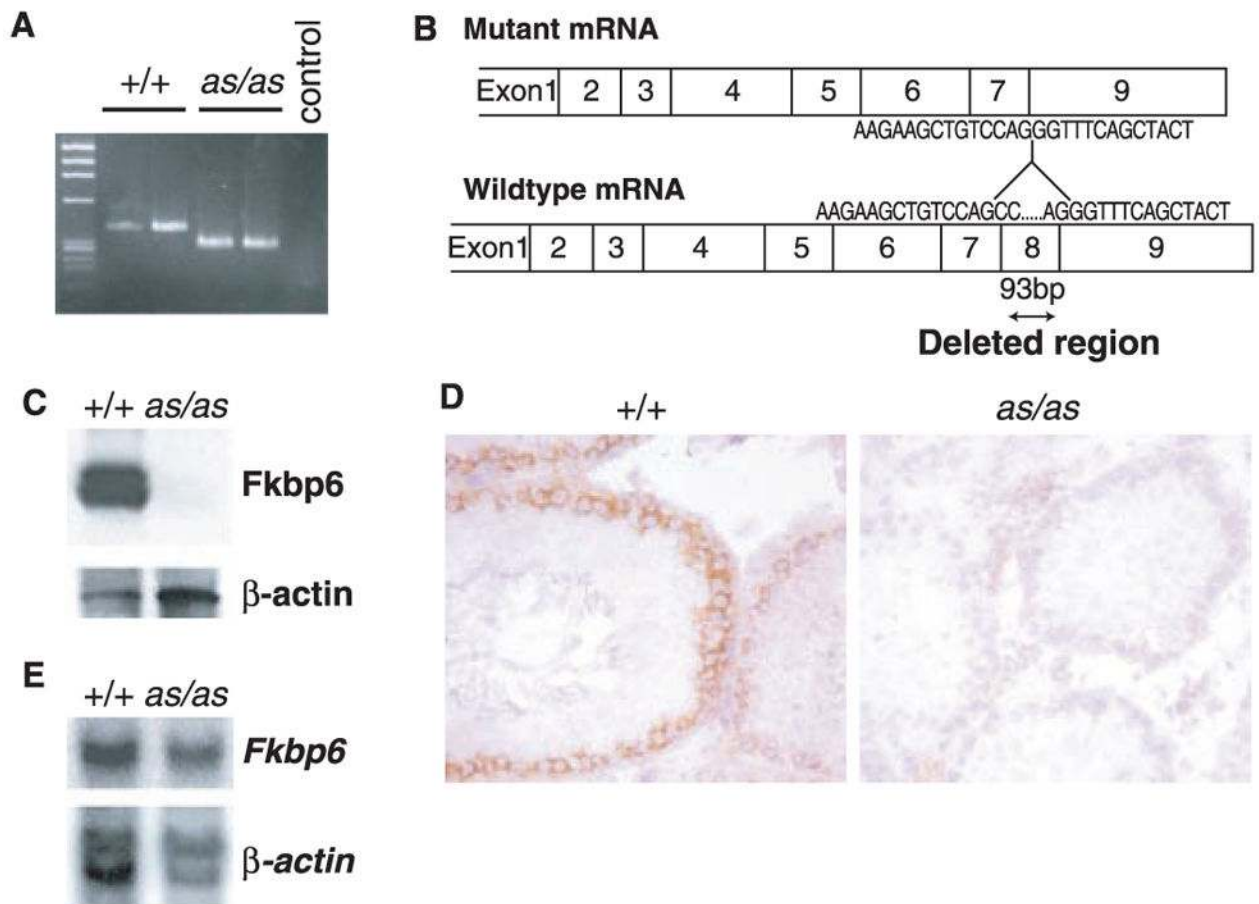 A
+/+ as/as control
B Mutant mRNA
Exon1 2 3 4 5 6 7 9
AAGAAGCTGTCCAGGGTTTCAGCTACT
Wildtype mRNA
AAGAAGCTGTCCAGCC.....AGGGTTTCAGCTACT
Exon1 2 3 4 5 6 7 8 9
93bp
Deleted region
C +/+ as/as
Fkbp6
β-actin
D +/+ as/as
E +/+ as/as
Fkbp6
β-actin